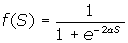 f(S) = 1 / (1 + e^{-2αS})